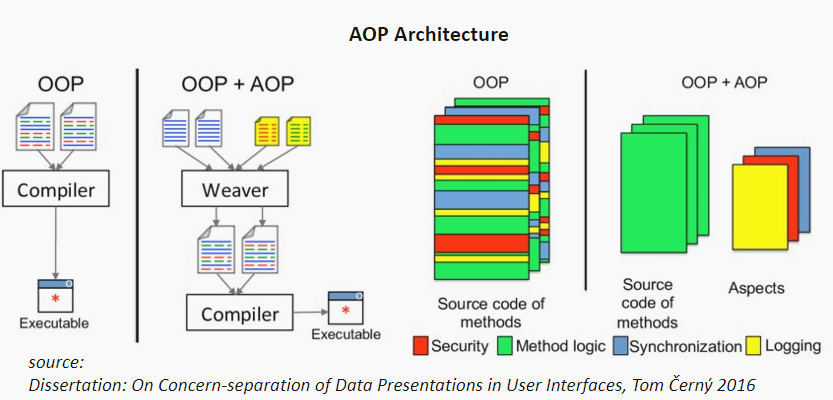 AOP Architecture
OOP
Compiler
*
Executable
OOP + AOP
Weaver
Compiler
*
Executable
OOP
Source code of
methods
OOP + AOP
Source
code of
methods
Aspects
Security
Method logic
Synchronization
Logging
source:
Dissertation: On Concern-separation of Data Presentations in User Interfaces, Tom Černý 2016